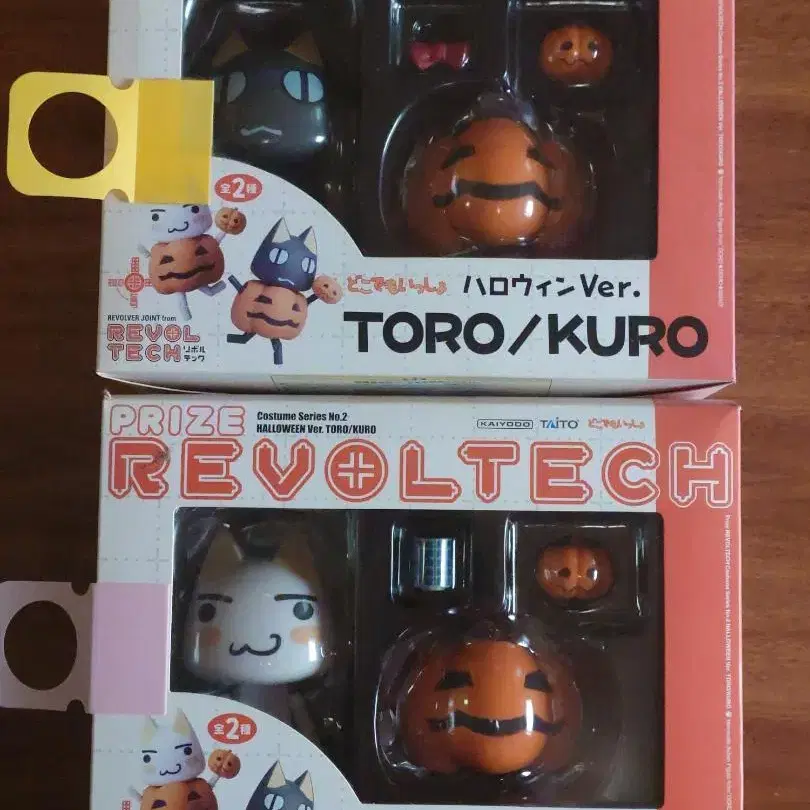 全2種
REVOLVER JOINT from
REVOL
TECH リボルテック
どこでもいっしょ ハロウィンVer.
TORO/KURO
PRIZE
Costume Series No.2
HALLOWEEN Ver. TORO/KURO
KAIYODO TAITO どこでもいっしょ
REVOLTECH
全2種